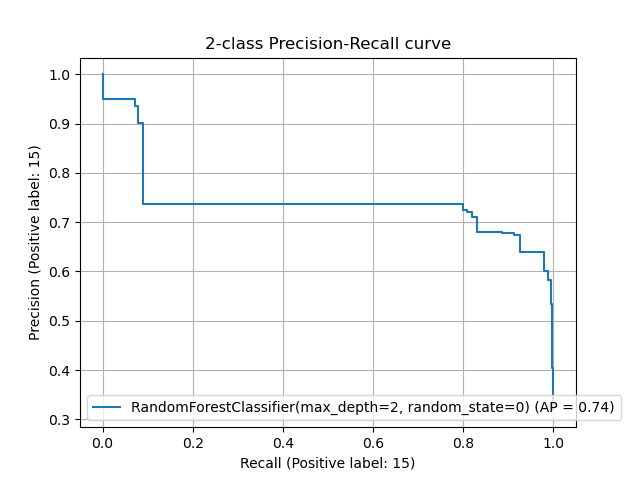 2-class Precision-Recall curve
1.0
0.9
0.8
0.7
0.6
0.5
0.4
0.3
Precision (Positive label: 15)
RandomForestClassifier(max_depth=2, random_state=0) (AP = 0.74)
0.0 0.2 0.4 0.6 0.8 1.0
Recall (Positive label: 15)